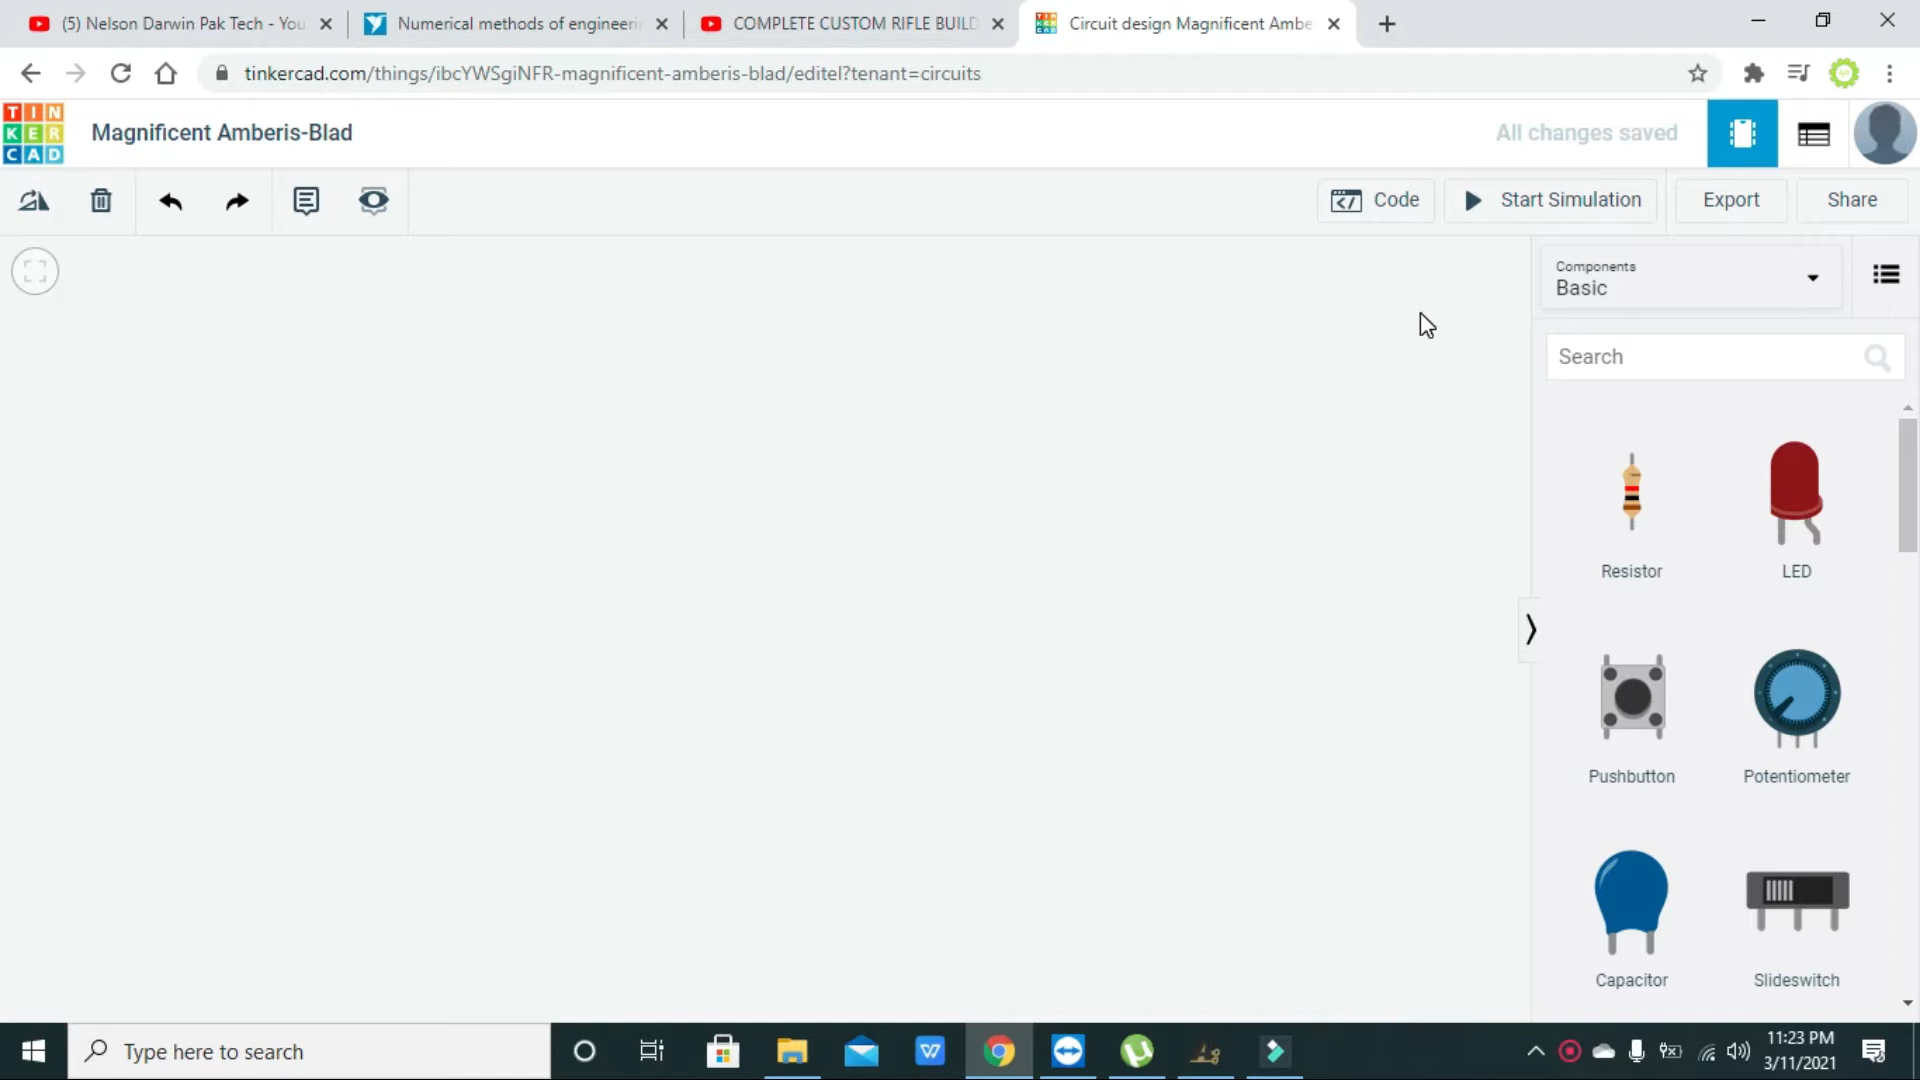 (5) Nelson Darwin Pak Tech - You
Numerical methods of engineeri
COMPLETE CUSTOM RIFLE BUILD
Circuit design Magnificent Ambe
tinkercad.com/things/ibcYWSgiNFR-magnificent-amberis-blad/editel?tenant=circuits
TIN
KER
CAD
Magnificent Amberis-Blad
All changes saved
Code
Start Simulation
Export
Share
Components
Basic
Search
Resistor
LED
Pushbutton
Potentiometer
Capacitor
Slideswitch
Type here to search
11:23 PM
3/11/2021